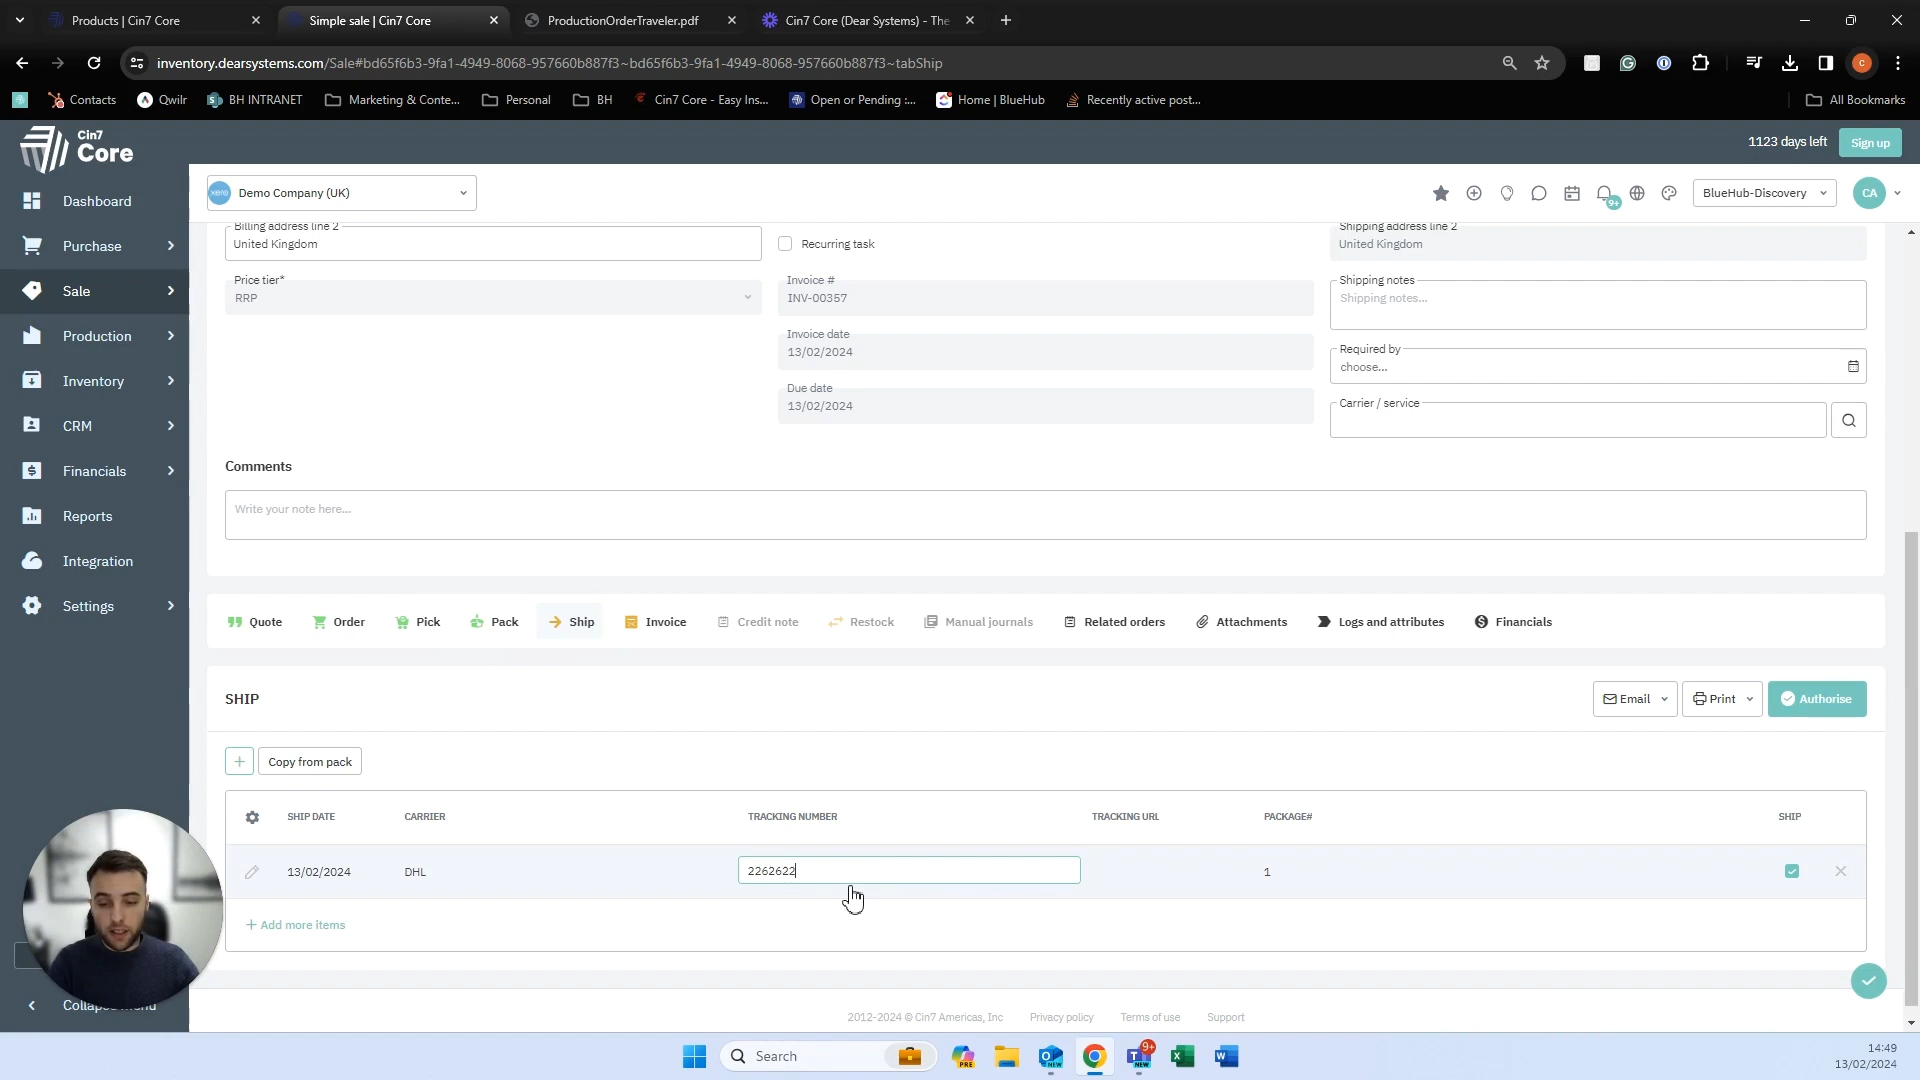 Products | Cin7 Core
Simple sale | Cin7 Core
ProductionOrderTraveler.pdf
Cin7 Core (Dear Systems) - The
inventory.dearsystems.com/Sale#bd65f6b3-9fa1-4949-8068-957660b887f3~bd65f6b3-9fa1-4949-8068-957660b887f3~tabShip
C
Contacts
Qwilr
BH INTRANET
Marketing & Conte...
Personal
BH
Cin7 Core - Easy Ins...
Open or Pending :...
Home | BlueHub
Recently active post...
All Bookmarks
Cin7
Core
1123 days left
Sign up
xero
Demo Company (UK)
9+
BlueHub-Discovery
CA
Dashboard
Purchase
Sale
Production
Inventory
CRM
Financials
Reports
Integration
Settings
Billing address line 2
United Kingdom
Recurring task
Shipping address line 2
United Kingdom
Price tier*
RRP
Invoice #
INV-00357
Shipping notes
Shipping notes...
Invoice date
13/02/2024
Required by
choose...
Due date
13/02/2024
Carrier / service
Comments
Write your note here...
Quote
Order
Pick
Pack
Ship
Invoice
Credit note
Restock
Manual journals
Related orders
Attachments
Logs and attributes
Financials
SHIP
Email
Print
Authorise
+
Copy from pack
SHIP DATE
CARRIER
TRACKING NUMBER
TRACKING URL
PACKAGE#
SHIP
13/02/2024
DHL
2262622
1
+ Add more items
2012-2024 © Cin7 Americas, Inc
Privacy policy
Terms of use
Support
Search
PRE
NEW
9+
NEW
14:49
13/02/2024